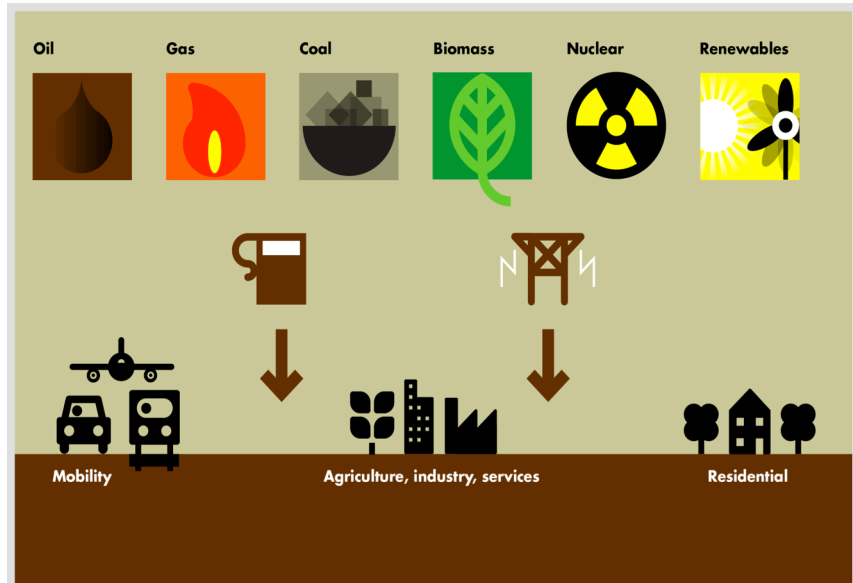 Oil
Gas
Coal
Biomass
Nuclear
Renewables
Mobility
Agriculture, industry, services
Residential